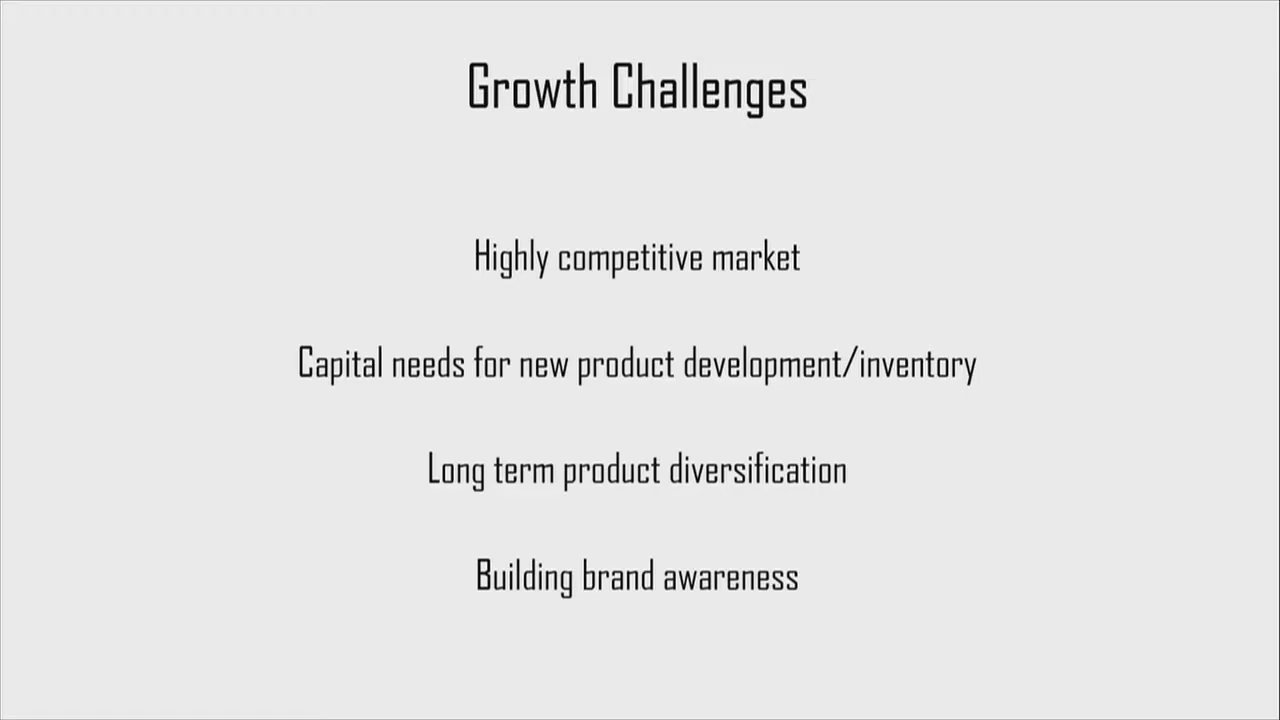 Growth Challenges
Highly competitive market
Capital needs for new product development/inventory
Long term product diversification
Building brand awareness